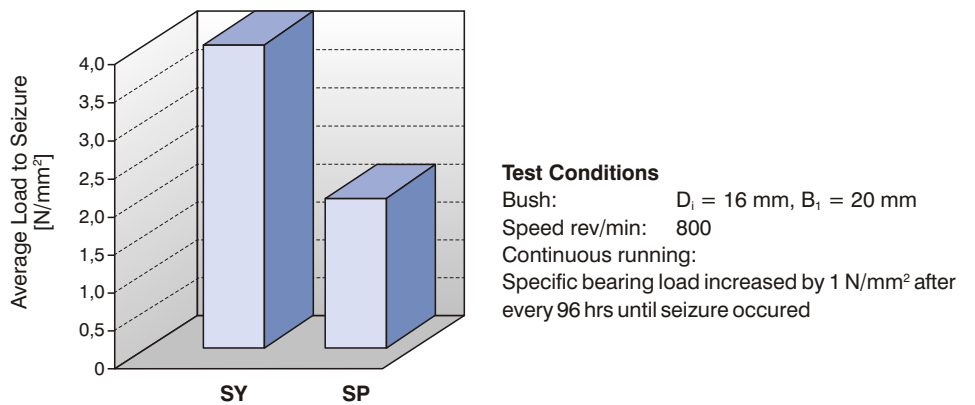 Average Load to Seizure
[N/mm²]
4,0
3,5
3,0
2,5
2,0
1,5
1,0
0,5
0
SY
SP
Test Conditions
Bush: Dᵢ = 16 mm, B₁ = 20 mm
Speed rev/min: 800
Continuous running:
Specific bearing load increased by 1 N/mm² after
every 96 hrs until seizure occured